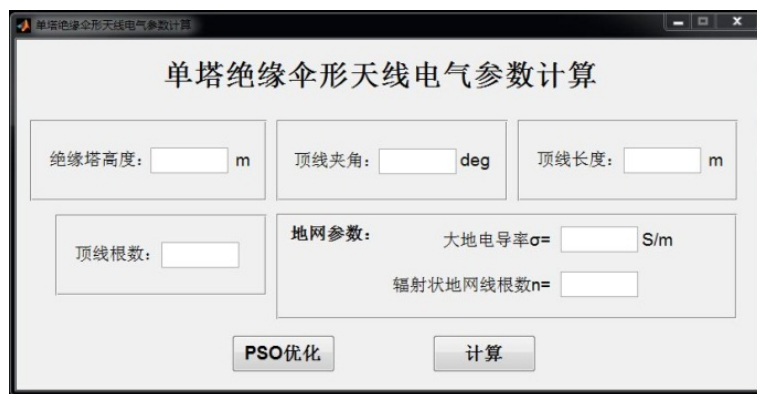 单塔绝缘伞形天线电气参数计算
单塔绝缘伞形天线电气参数计算
绝缘塔高度： m 顶线夹角： deg 顶线长度： m
顶线根数： 地网参数： 大地电导率σ= S/m
辐射状地网线根数n=
PSO优化 计算